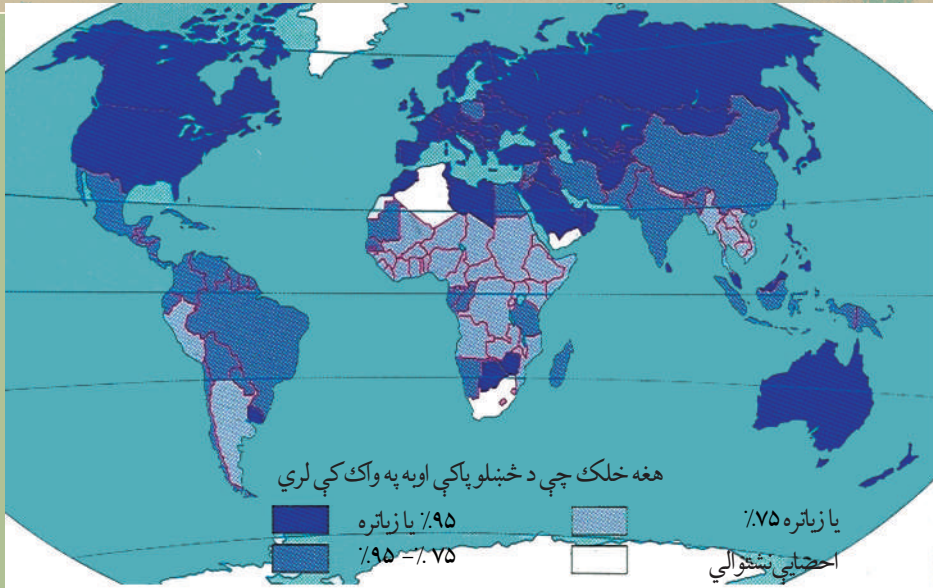 هغه خلک چې د څښلو پاکې اوبه په واک کې لري
۹۵٪ یا زیاتره
یا زیاتره ۷۵٪
۷۵٪ – ۹۵٪
احصایې نشتوالي